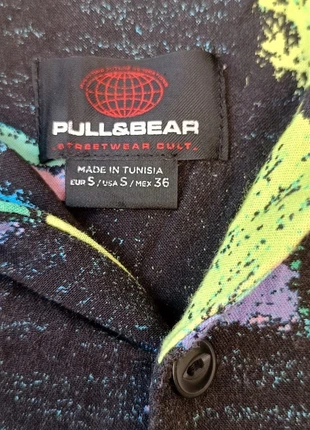 PULL&BEAR
STREETWEAR CULT.
MADE IN TUNISIA
EUR S / USA S / MEX 36